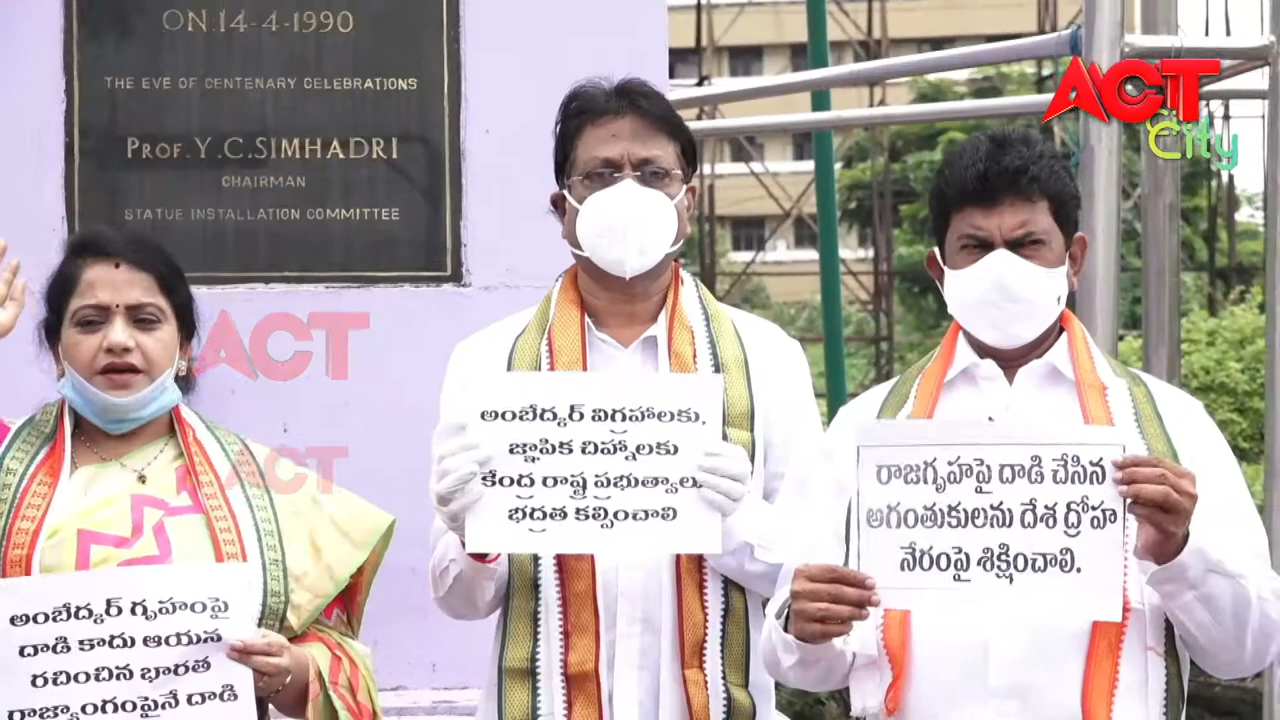 ON 14-4-1990
THE EVE OF CENTENARY CELEBRATIONS
PROF. Y.C.SIMHADRI
CHAIRMAN
STATUE INSTALLATION COMMITTEE
ACT
City
ACT
ACT
అంబేద్కర్ గృహంపై
దాడి కాదు ఆయన
రచించిన భారత
రాజ్యాంగంపైనే దాడి
అంబేద్కర్ విగ్రహాలకు,
జ్ఞాపిక చిహ్నాలకు
కేంద్ర రాష్ట్ర ప్రభుత్వాలు
భద్రత కల్పించాలి
రాజగృహపై దాడి చేసిన
అగంతుకులను దేశ ద్రోహ
నేరంపై శిక్షించాలి.